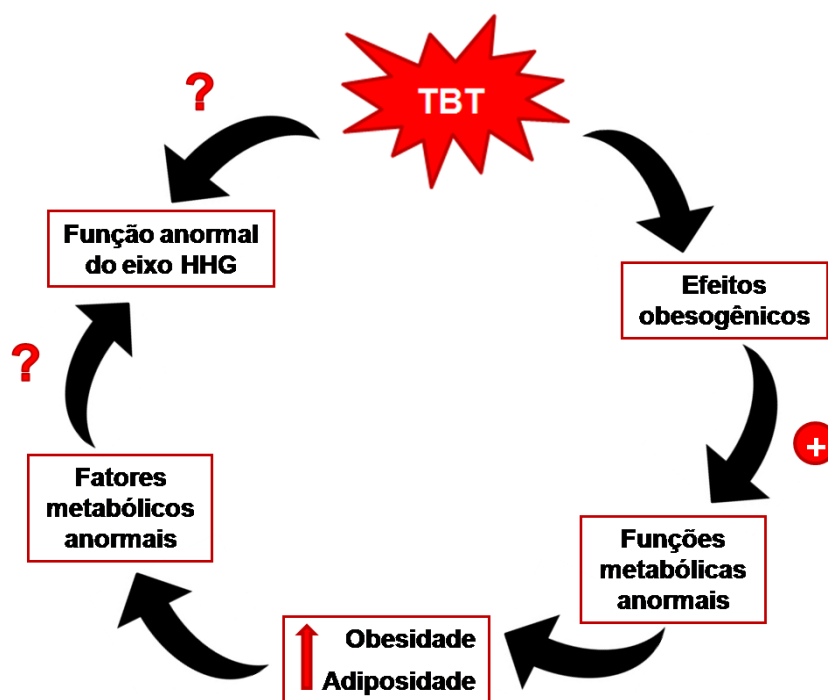 TBT
?
Função anormal
do eixo HHG
Efeitos
obesogênicos
?
+
Fatores
metabólicos
anormais
Funções
metabólicas
anormais
Obesidade
Adiposidade